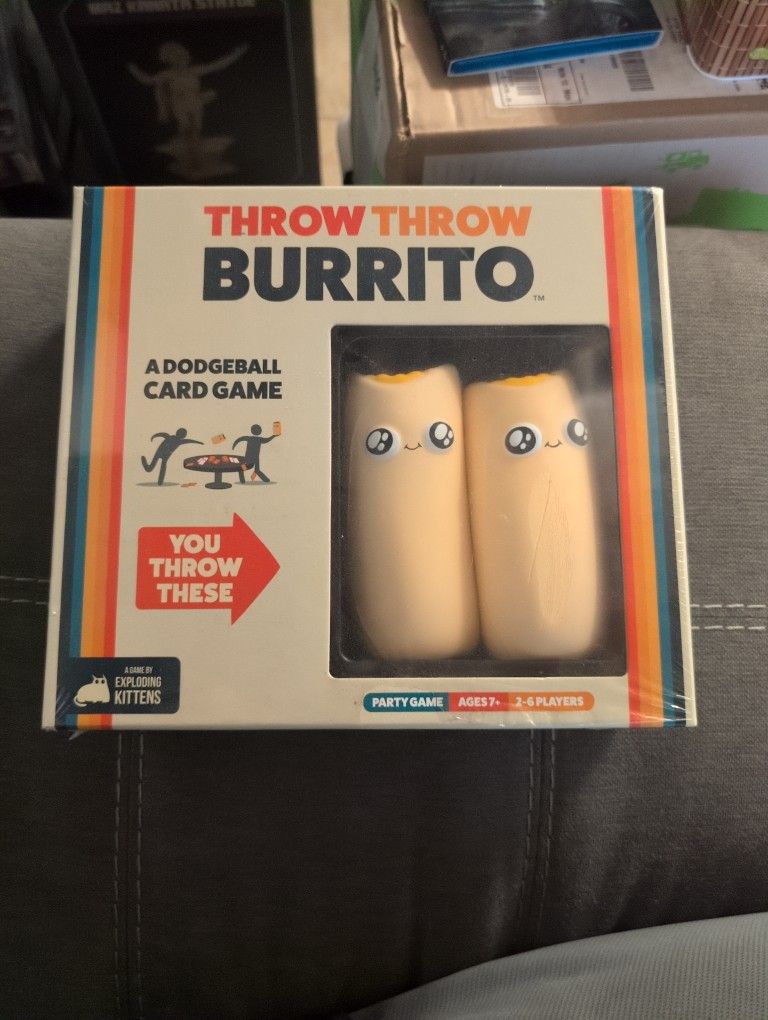 THROW THROW
BURRITO
TM
A DODGEBALL
CARD GAME
YOU
THROW
THESE
A GAME BY
EXPLODING
KITTENS
PARTY GAME AGES 7+ 2-6 PLAYERS